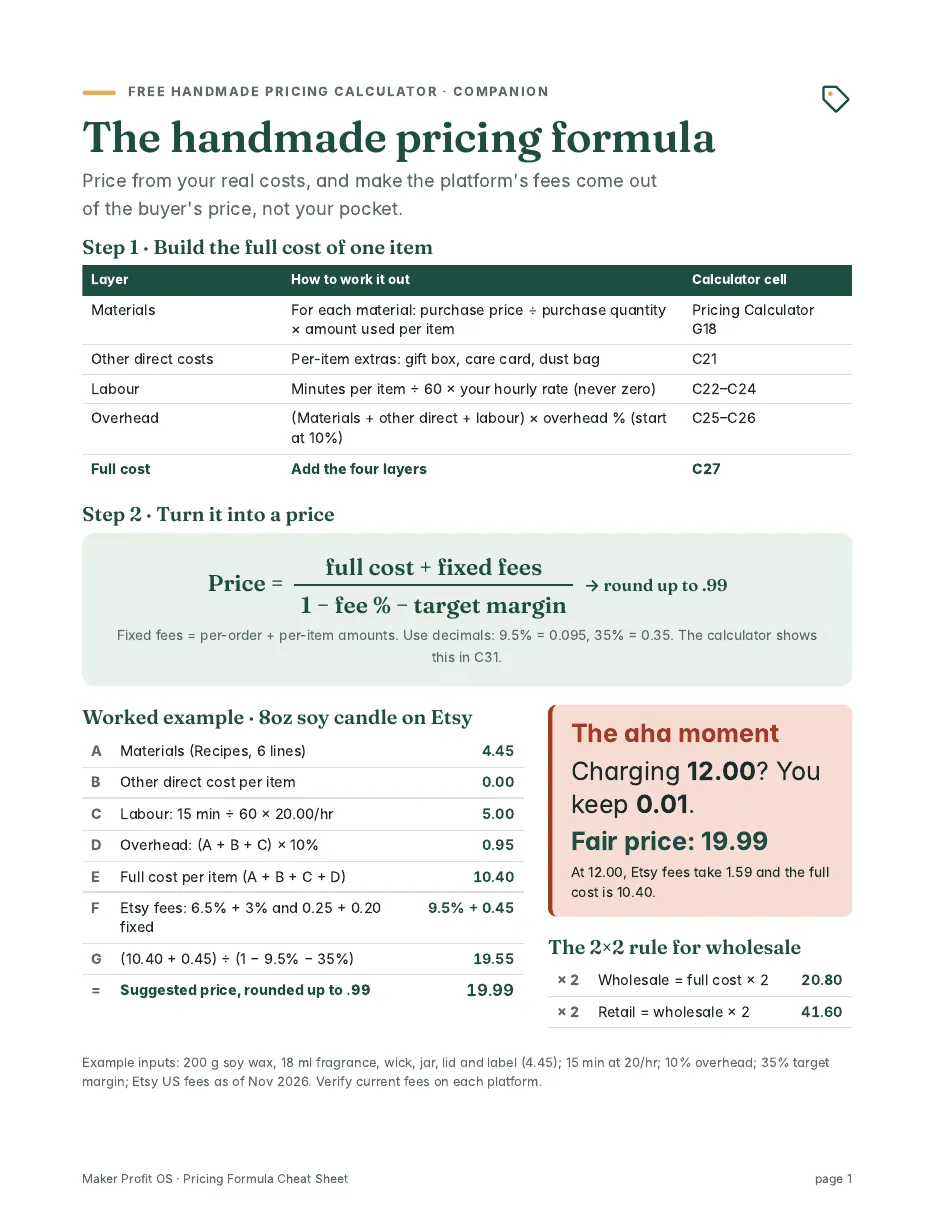 FREE HANDMADE PRICING CALCULATOR · COMPANION
The handmade pricing formula
Price from your real costs, and make the platform's fees come out
of the buyer's price, not your pocket.
Step 1 · Build the full cost of one item
Layer How to work it out Calculator cell
Materials For each material: purchase price ÷ purchase quantity Pricing Calculator
× amount used per item G18
Other direct costs Per-item extras: gift box, care card, dust bag C21
Labour Minutes per item ÷ 60 × your hourly rate (never zero) C22–C24
Overhead (Materials + other direct + labour) × overhead % (start C25–C26
at 10%)
Full cost Add the four layers C27
Step 2 · Turn it into a price
full cost + fixed fees
Price = → round up to .99
1 − fee % − target margin
Fixed fees = per-order + per-item amounts. Use decimals: 9.5% = 0.095, 35% = 0.35. The calculator shows
this in C31.
Worked example · 8oz soy candle on Etsy
A Materials (Recipes, 6 lines) 4.45
B Other direct cost per item 0.00
C Labour: 15 min ÷ 60 × 20.00/hr 5.00
D Overhead: (A + B + C) × 10% 0.95
E Full cost per item (A + B + C + D) 10.40
F Etsy fees: 6.5% + 3% and 0.25 + 0.20 9.5% + 0.45
fixed
G (10.40 + 0.45) ÷ (1 − 9.5% − 35%) 19.55
= Suggested price, rounded up to .99 19.99
The aha moment
Charging 12.00? You
keep 0.01.
Fair price: 19.99
At 12.00, Etsy fees take 1.59 and the full
cost is 10.40.
The 2×2 rule for wholesale
× 2 Wholesale = full cost × 2 20.80
× 2 Retail = wholesale × 2 41.60
Example inputs: 200 g soy wax, 18 ml fragrance, wick, jar, lid and label (4.45); 15 min at 20/hr; 10% overhead; 35% target
margin; Etsy US fees as of Nov 2026. Verify current fees on each platform.
Maker Profit OS · Pricing Formula Cheat Sheet page 1